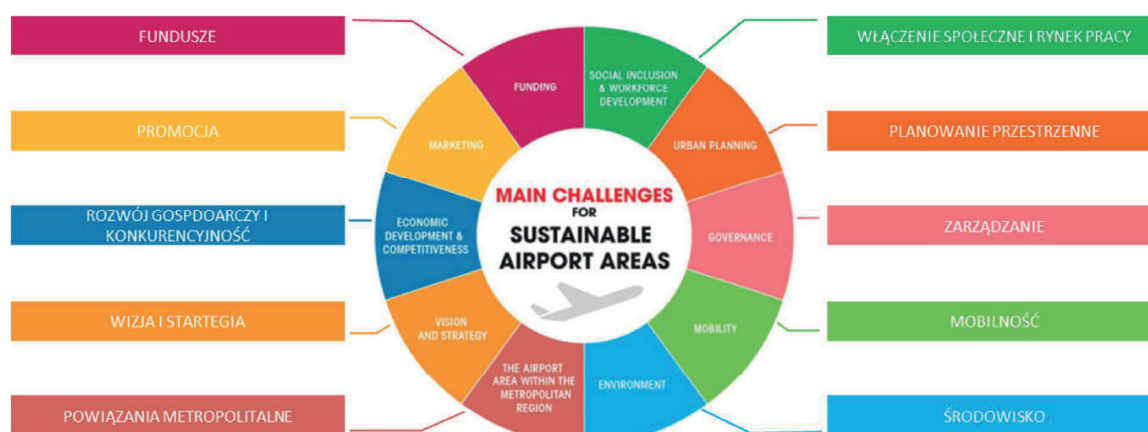 FUNDUSZE
PROMOCJA
ROZWÓJ GOSPDOARCZY I
KONKURENCYJNOŚĆ
WIZJA I STARTEGIA
POWIĄZANIA METROPOLITALNE
FUNDING
MARKETING
ECONOMIC
DEVELOPMENT &
COMPETITIVENESS
VISION
AND STRATEGY
THE AIRPORT
AREA WITHIN THE
METROPOLITAN
REGION
MAIN CHALLENGES
FOR
SUSTAINABLE
AIRPORT AREAS
SOCIAL INCLUSION
& WORKFORCE
DEVELOPMENT
URBAN PLANNING
GOVERNANCE
MOBILITY
ENVIRONMENT
WŁĄCZENIE SPOŁECZNE I RYNEK PRACY
PLANOWANIE PRZESTRZENNE
ZARZĄDZANIE
MOBILNOŚĆ
ŚRODOWISKO